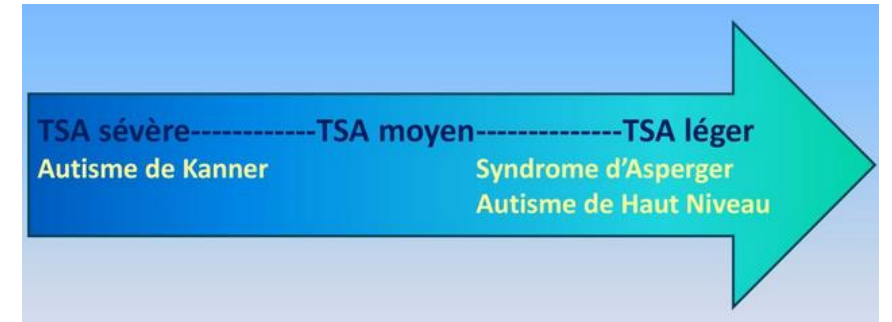 TSA sévère------------TSA moyen--------------TSA léger
Autisme de Kanner Syndrome d’Asperger
Autisme de Haut Niveau